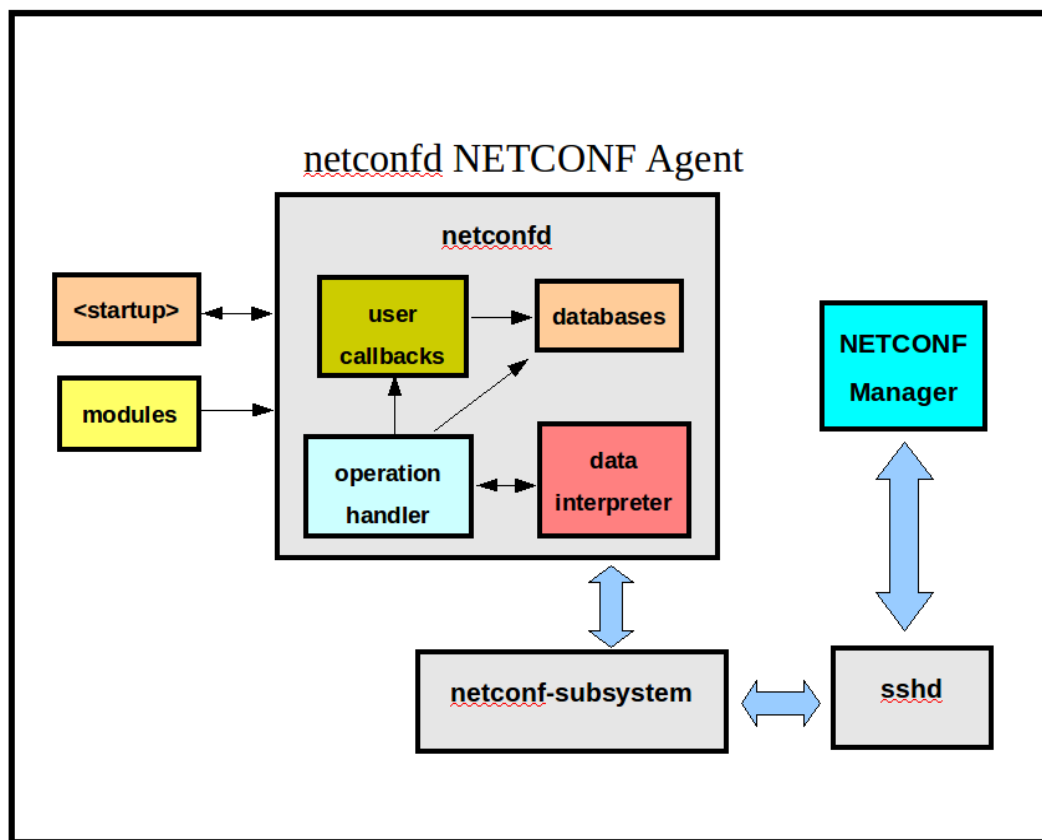 netconfd NETCONF Agent
netconfd
<startup>
user
callbacks
databases
modules
NETCONF
Manager
operation
handler
data
interpreter
netconf-subsystem
sshd